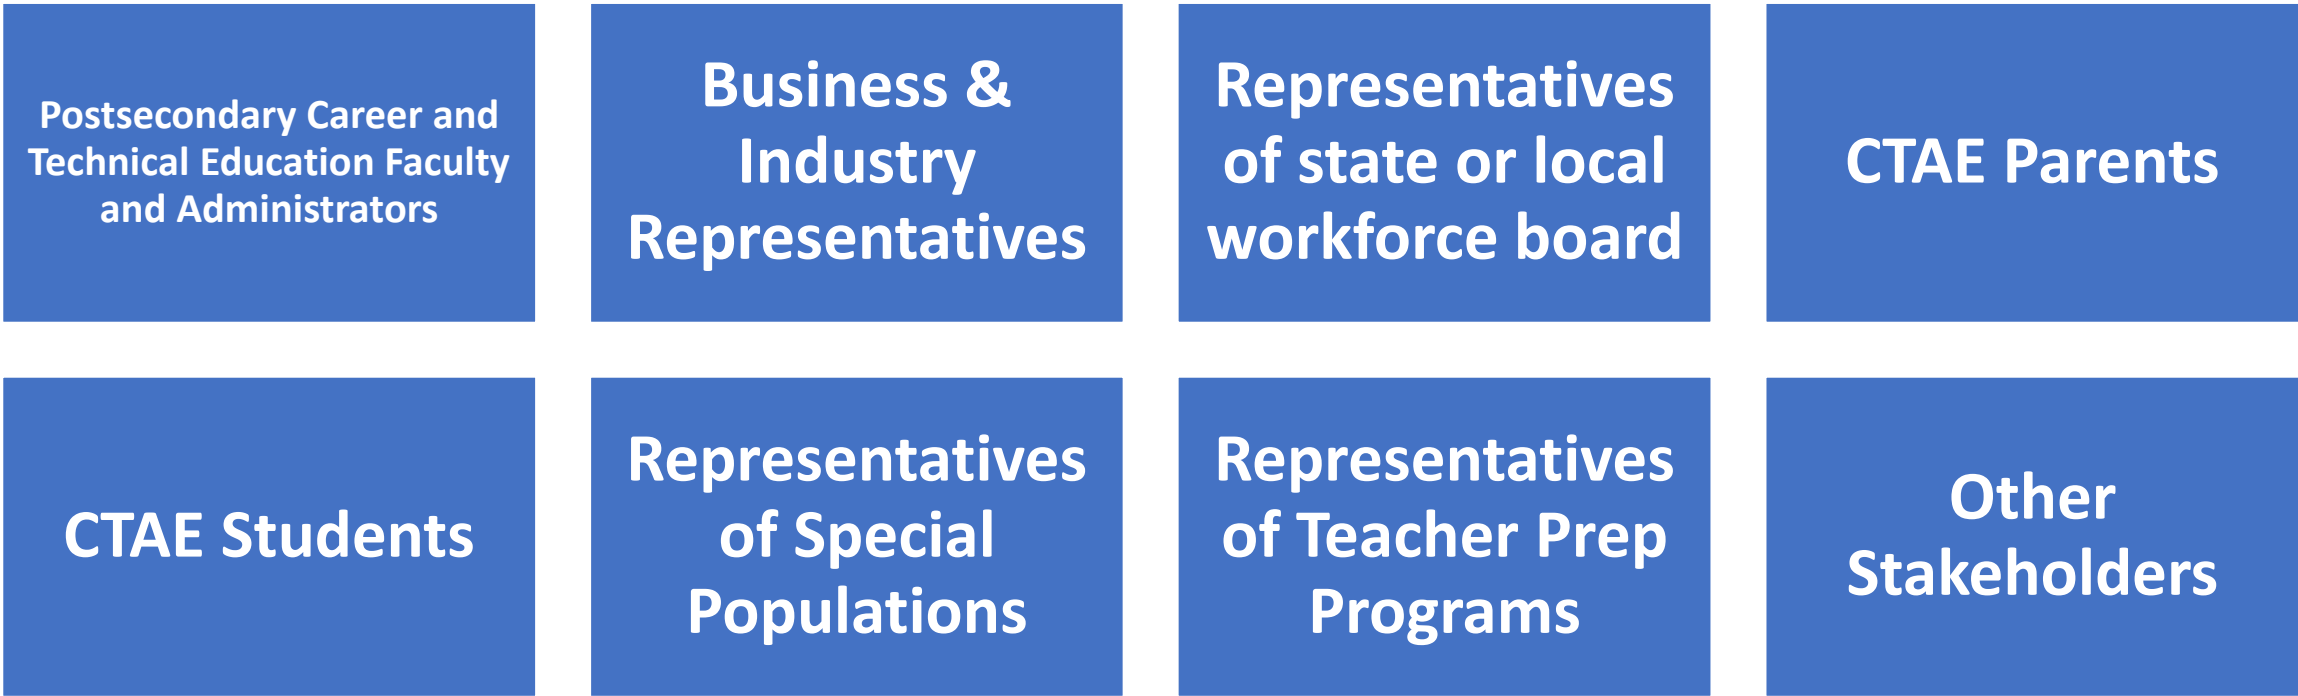 Postsecondary Career and
Technical Education Faculty
and Administrators
Business &
Industry
Representatives
Representatives
of state or local
workforce board
CTAE Parents
CTAE Students
Representatives
of Special
Populations
Representatives
of Teacher Prep
Programs
Other
Stakeholders